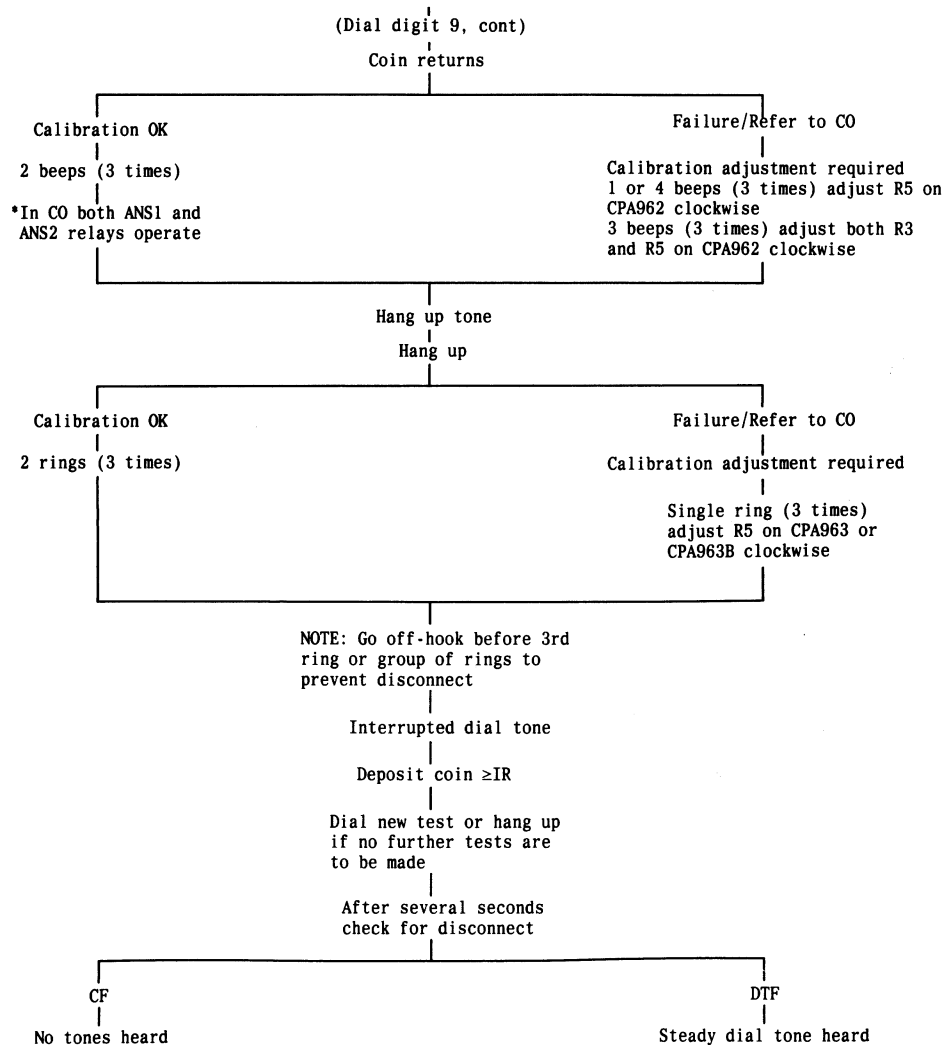 (Dial digit 9, cont)
Coin returns
Calibration OK
2 beeps (3 times)
*In CO both ANS1 and
ANS2 relays operate
Failure/Refer to CO
Calibration adjustment required
1 or 4 beeps (3 times) adjust R5 on
CPA962 clockwise
3 beeps (3 times) adjust both R3
and R5 on CPA962 clockwise
Hang up tone
Hang up
Calibration OK
2 rings (3 times)
Failure/Refer to CO
Calibration adjustment required
Single ring (3 times)
adjust R5 on CPA963 or
CPA963B clockwise
NOTE: Go off-hook before 3rd
ring or group of rings to
prevent disconnect
Interrupted dial tone
Deposit coin ≥IR
Dial new test or hang up
if no further tests are
to be made
After several seconds
check for disconnect
CF
No tones heard
DTF
Steady dial tone heard